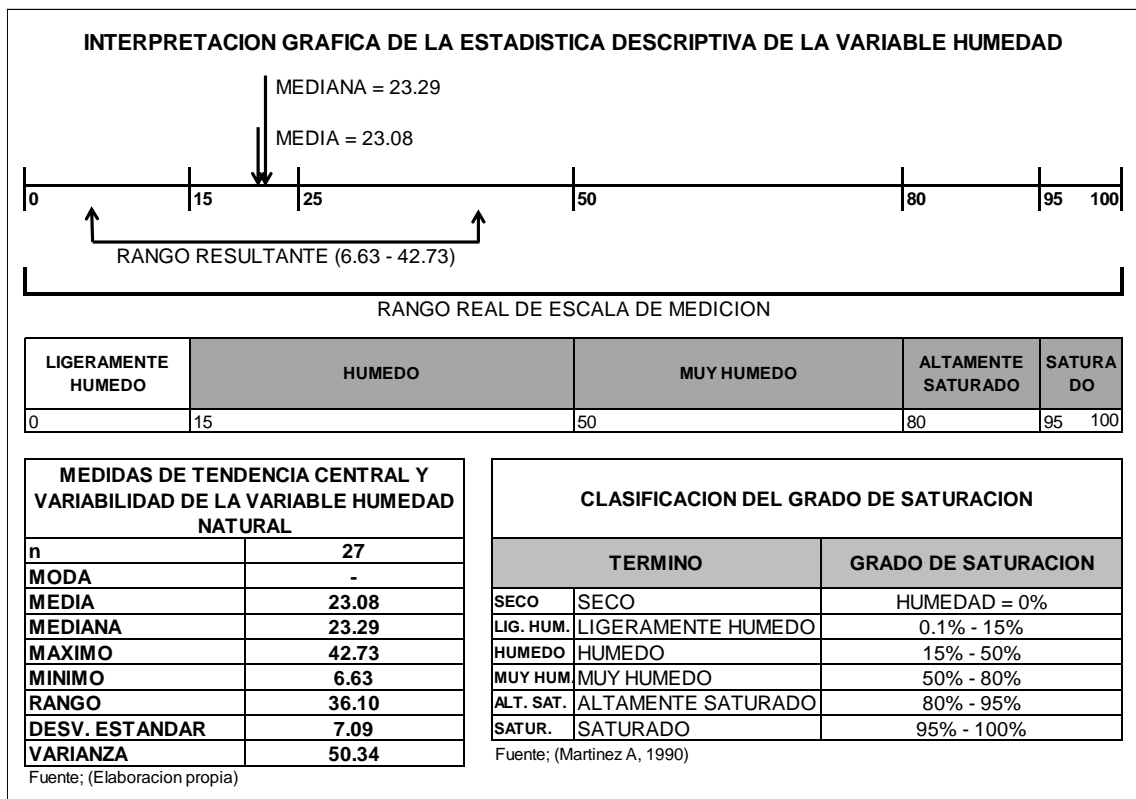 INTERPRETACION GRAFICA DE LA ESTADISTICA DESCRIPTIVA DE LA VARIABLE HUMEDAD
MEDIANA = 23.29
MEDIA = 23.08
0 15 25 50 80 95 100
RANGO RESULTANTE (6.63 - 42.73)
RANGO REAL DE ESCALA DE MEDICION
LIGERAMENTE
HUMEDO
HUMEDO
MUY HUMEDO
ALTAMENTE
SATURADO
SATURA
DO
0 15 50 80 95 100
MEDIDAS DE TENDENCIA CENTRAL Y
VARIABILIDAD DE LA VARIABLE HUMEDAD
NATURAL
n 27
MODA -
MEDIA 23.08
MEDIANA 23.29
MAXIMO 42.73
MINIMO 6.63
RANGO 36.10
DESV. ESTANDAR 7.09
VARIANZA 50.34
Fuente; (Elaboracion propia)
CLASIFICACION DEL GRADO DE SATURACION
TERMINO GRADO DE SATURACION
SECO SECO HUMEDAD = 0%
LIG. HUM. LIGERAMENTE HUMEDO 0.1% - 15%
HUMEDO HUMEDO 15% - 50%
MUY HUM. MUY HUMEDO 50% - 80%
ALT. SAT. ALTAMENTE SATURADO 80% - 95%
SATUR. SATURADO 95% - 100%
Fuente; (Martinez A, 1990)